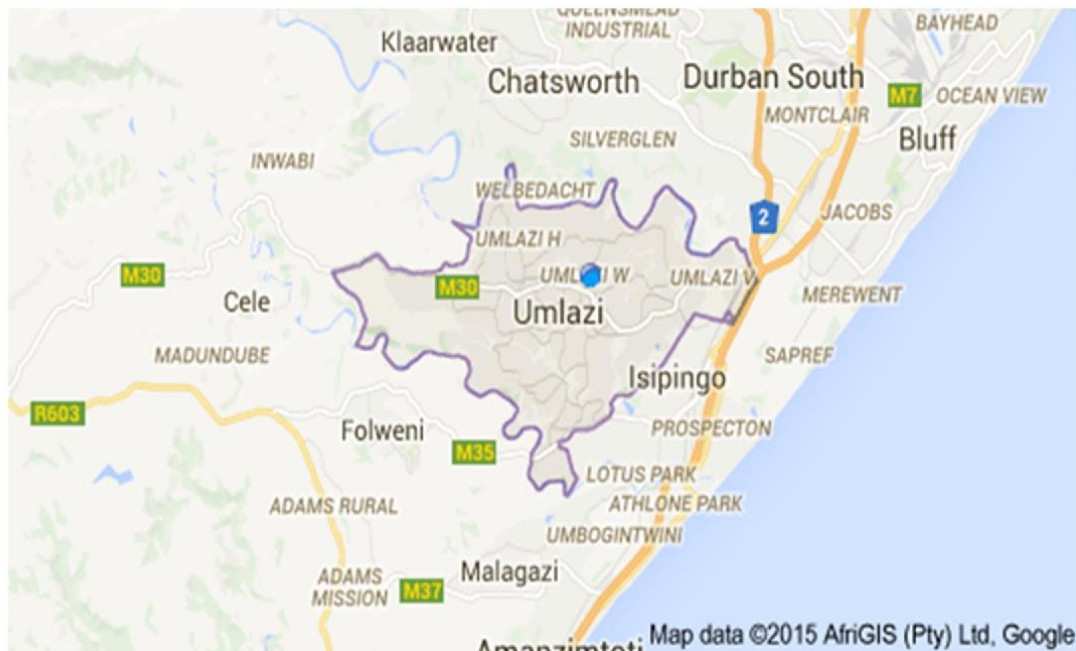 QUEENSMEAD
INDUSTRIAL
BAYHEAD
Klaarwater
Chatsworth
Durban South
M7
OCEAN VIEW
MONTCLAIR
Bluff
SILVERGLEN
INWABI
WELBEDACHT
2
JACOBS
UMLAZI H
M30
M30
UMLAZI W
UMLAZI V
MEREWENT
Cele
Umlazi
MADUNDUBE
SAPREF
Isipingo
R603
Folweni
PROSPECTON
M35
LOTUS PARK
ADAMS RURAL
ATHLONE PARK
UMBOGINTWINI
Malagazi
ADAMS
MISSION
M37
Amanzimtoti
Map data ©2015 AfriGIS (Pty) Ltd, Google